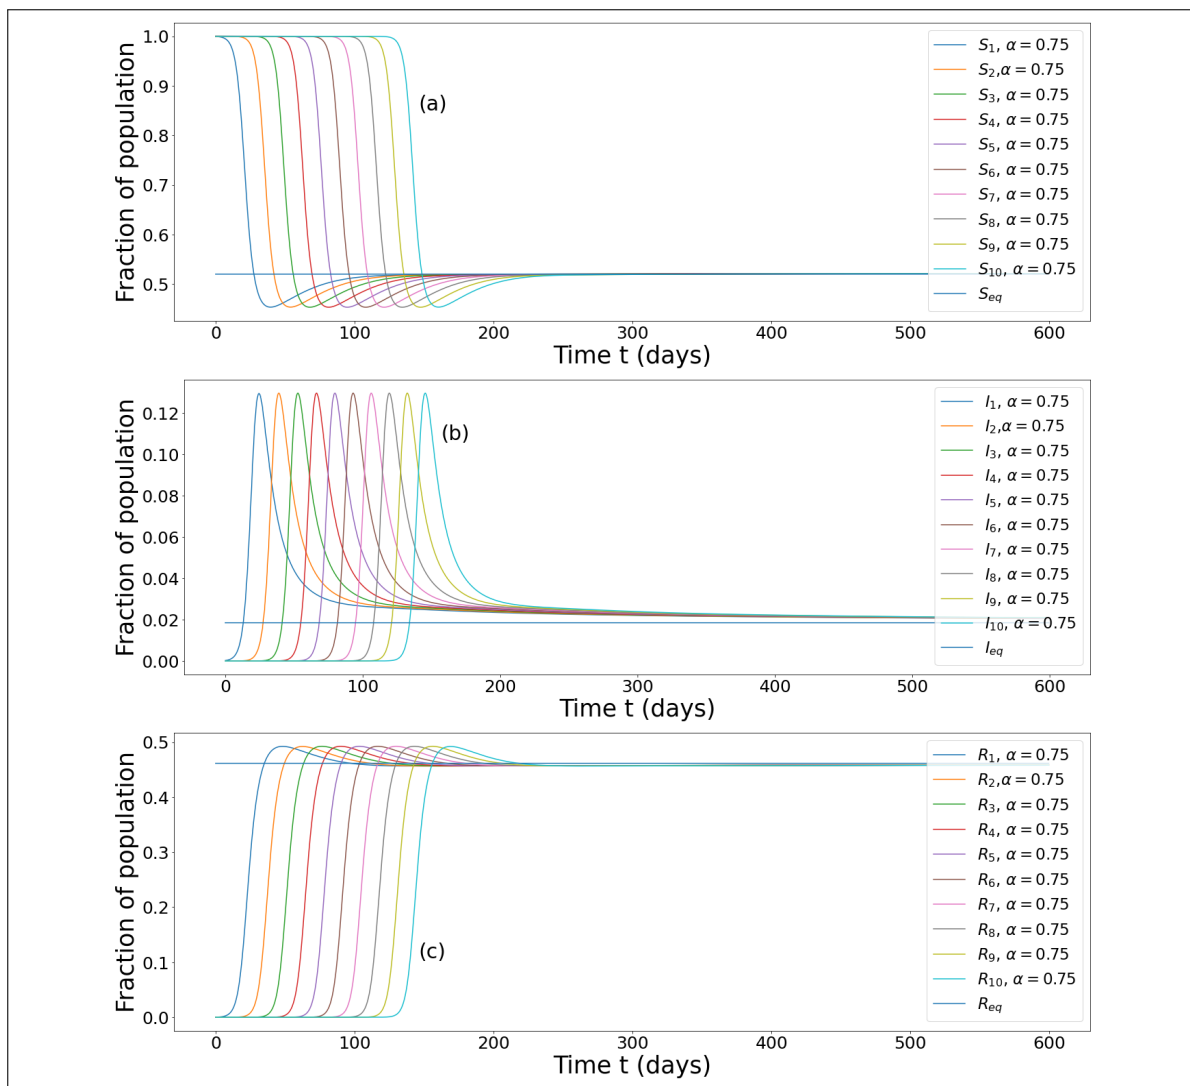 Fraction of population
1.0
0.9
0.8
0.7
0.6
0.5
(a)
S1, α = 0.75
S2,α = 0.75
S3, α = 0.75
S4, α = 0.75
S5, α = 0.75
S6, α = 0.75
S7, α = 0.75
S8, α = 0.75
S9, α = 0.75
S10, α = 0.75
Seq
0 100 200 300 400 500 600
Time t (days)
Fraction of population
0.12
0.10
0.08
0.06
0.04
0.02
0.00
(b)
I1, α = 0.75
I2,α = 0.75
I3, α = 0.75
I4, α = 0.75
I5, α = 0.75
I6, α = 0.75
I7, α = 0.75
I8, α = 0.75
I9, α = 0.75
I10, α = 0.75
Ieq
0 100 200 300 400 500 600
Time t (days)
Fraction of population
0.5
0.4
0.3
0.2
0.1
0.0
(c)
R1, α = 0.75
R2,α = 0.75
R3, α = 0.75
R4, α = 0.75
R5, α = 0.75
R6, α = 0.75
R7, α = 0.75
R8, α = 0.75
R9, α = 0.75
R10, α = 0.75
Req
0 100 200 300 400 500 600
Time t (days)